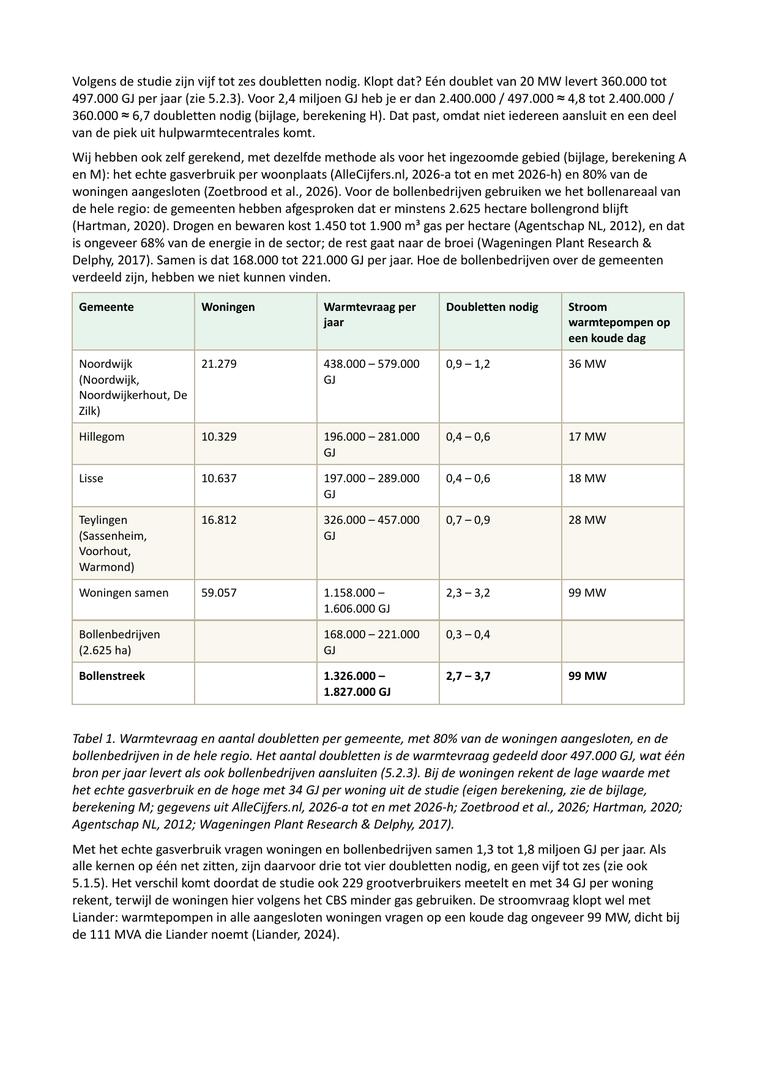 Volgens de studie zijn vijf tot zes doubletten nodig. Klopt dat? Eén doublet van 20 MW levert 360.000 tot
497.000 GJ per jaar (zie 5.2.3). Voor 2,4 miljoen GJ heb je er dan 2.400.000 / 497.000 ≈ 4,8 tot 2.400.000 /
360.000 ≈ 6,7 doubletten nodig (bijlage, berekening H). Dat past, omdat niet iedereen aansluit en een deel
van de piek uit hulpwarmtecentrales komt.
Wij hebben ook zelf gerekend, met dezelfde methode als voor het ingezoomde gebied (bijlage, berekening A
en M): het echte gasverbruik per woonplaats (AlleCijfers.nl, 2026-a tot en met 2026-h) en 80% van de
woningen aangesloten (Zoetbrood et al., 2026). Voor de bollenbedrijven gebruiken we het bollenareaal van
de hele regio: de gemeenten hebben afgesproken dat er minstens 2.625 hectare bollengrond blijft
(Hartman, 2020). Drogen en bewaren kost 1.450 tot 1.900 m³ gas per hectare (Agentschap NL, 2012), en dat
is ongeveer 68% van de energie in de sector; de rest gaat naar de broei (Wageningen Plant Research &
Delphy, 2017). Samen is dat 168.000 tot 221.000 GJ per jaar. Hoe de bollenbedrijven over de gemeenten
verdeeld zijn, hebben we niet kunnen vinden.
Gemeente Woningen Warmtevraag per Doubletten nodig Stroom
jaar warmtepompen op
een koude dag
Noordwijk 21.279 438.000 – 579.000 0,9 – 1,2 36 MW
(Noordwijk, GJ
Noordwijkerhout, De
Zilk)
Hillegom 10.329 196.000 – 281.000 0,4 – 0,6 17 MW
GJ
Lisse 10.637 197.000 – 289.000 0,4 – 0,6 18 MW
GJ
Teylingen 16.812 326.000 – 457.000 0,7 – 0,9 28 MW
(Sassenheim, GJ
Voorhout,
Warmond)
Woningen samen 59.057 1.158.000 – 2,3 – 3,2 99 MW
1.606.000 GJ
Bollenbedrijven 168.000 – 221.000 0,3 – 0,4
(2.625 ha) GJ
Bollenstreek 1.326.000 – 2,7 – 3,7 99 MW
1.827.000 GJ
Tabel 1. Warmtevraag en aantal doubletten per gemeente, met 80% van de woningen aangesloten, en de
bollenbedrijven in de hele regio. Het aantal doubletten is de warmtevraag gedeeld door 497.000 GJ, wat één
bron per jaar levert als ook bollenbedrijven aansluiten (5.2.3). Bij de woningen rekent de lage waarde met
het echte gasverbruik en de hoge met 34 GJ per woning uit de studie (eigen berekening, zie de bijlage,
berekening M; gegevens uit AlleCijfers.nl, 2026-a tot en met 2026-h; Zoetbrood et al., 2026; Hartman, 2020;
Agentschap NL, 2012; Wageningen Plant Research & Delphy, 2017).
Met het echte gasverbruik vragen woningen en bollenbedrijven samen 1,3 tot 1,8 miljoen GJ per jaar. Als
alle kernen op één net zitten, zijn daarvoor drie tot vier doubletten nodig, en geen vijf tot zes (zie ook
5.1.5). Het verschil komt doordat de studie ook 229 grootverbruikers meetelt en met 34 GJ per woning
rekent, terwijl de woningen hier volgens het CBS minder gas gebruiken. De stroomvraag klopt wel met
Liander: warmtepompen in alle aangesloten woningen vragen op een koude dag ongeveer 99 MW, dicht bij
de 111 MVA die Liander noemt (Liander, 2024).